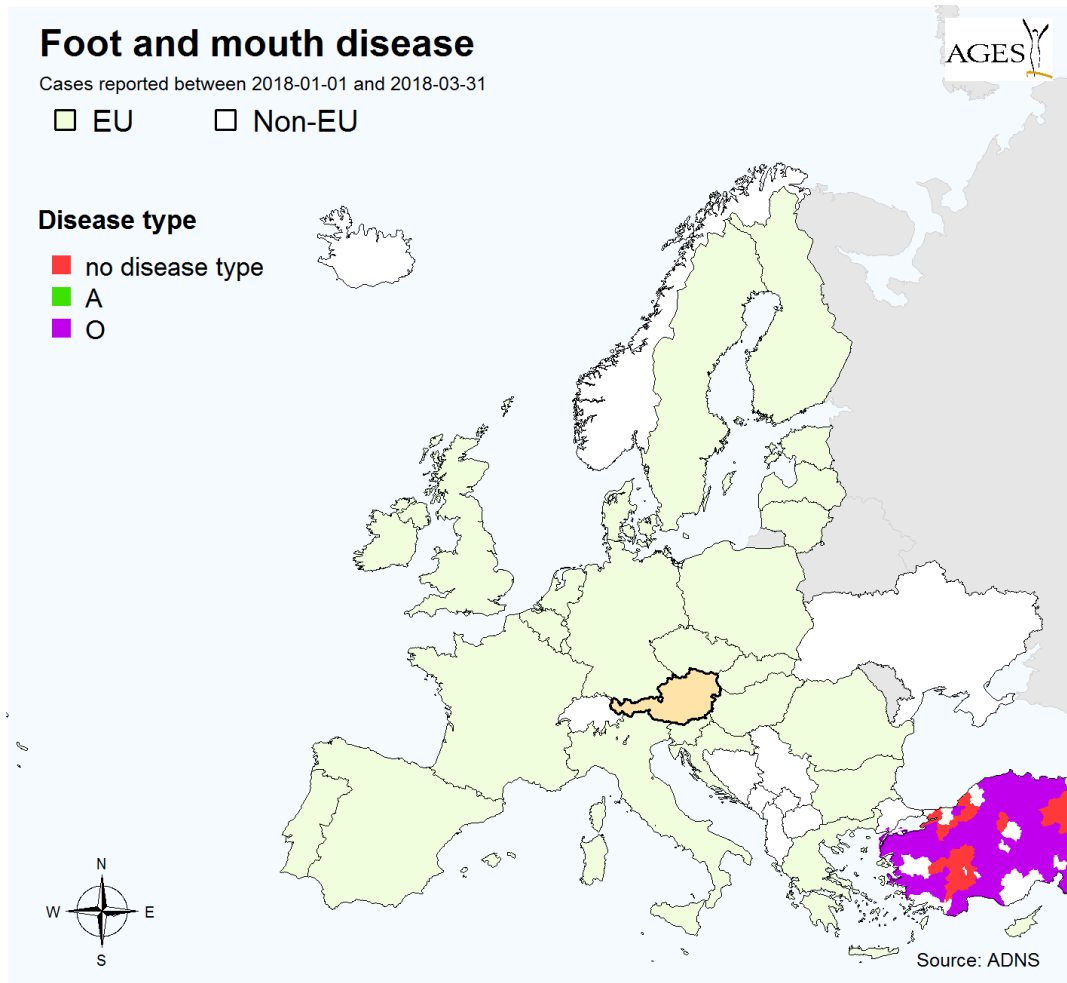 Foot and mouth disease
AGES
Cases reported between 2018-01-01 and 2018-03-31
EU Non-EU
Disease type
no disease type
A
O
N
W E
S
Source: ADNS